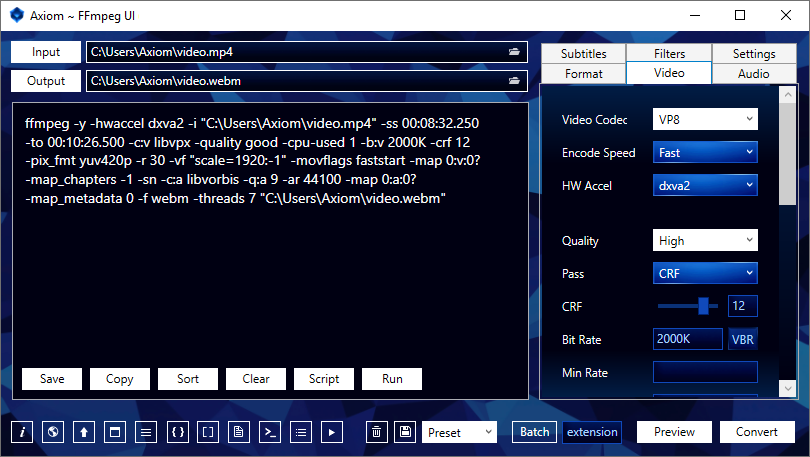 Axiom ~ FFmpeg UI
Input
C:\Users\Axiom\video.mp4
Output
C:\Users\Axiom\video.webm
ffmpeg -y -hwaccel dxva2 -i "C:\Users\Axiom\video.mp4" -ss 00:08:32.250
-to 00:10:26.500 -c:v libvpx -quality good -cpu-used 1 -b:v 2000K -crf 12
-pix_fmt yuv420p -r 30 -vf "scale=1920:-1" -movflags faststart -map 0:v:0?
-map_chapters -1 -sn -c:a libvorbis -q:a 9 -ar 44100 -map 0:a:0?
-map_metadata 0 -f webm -threads 7 "C:\Users\Axiom\video.webm"
Save Copy Sort Clear Script Run
Subtitles Filters Settings
Format Video Audio
Video Codec VP8
Encode Speed Fast
HW Accel dxva2
Quality High
Pass CRF
CRF 12
Bit Rate 2000K VBR
Min Rate
i {} [] >_ Preset Batch extension Preview Convert